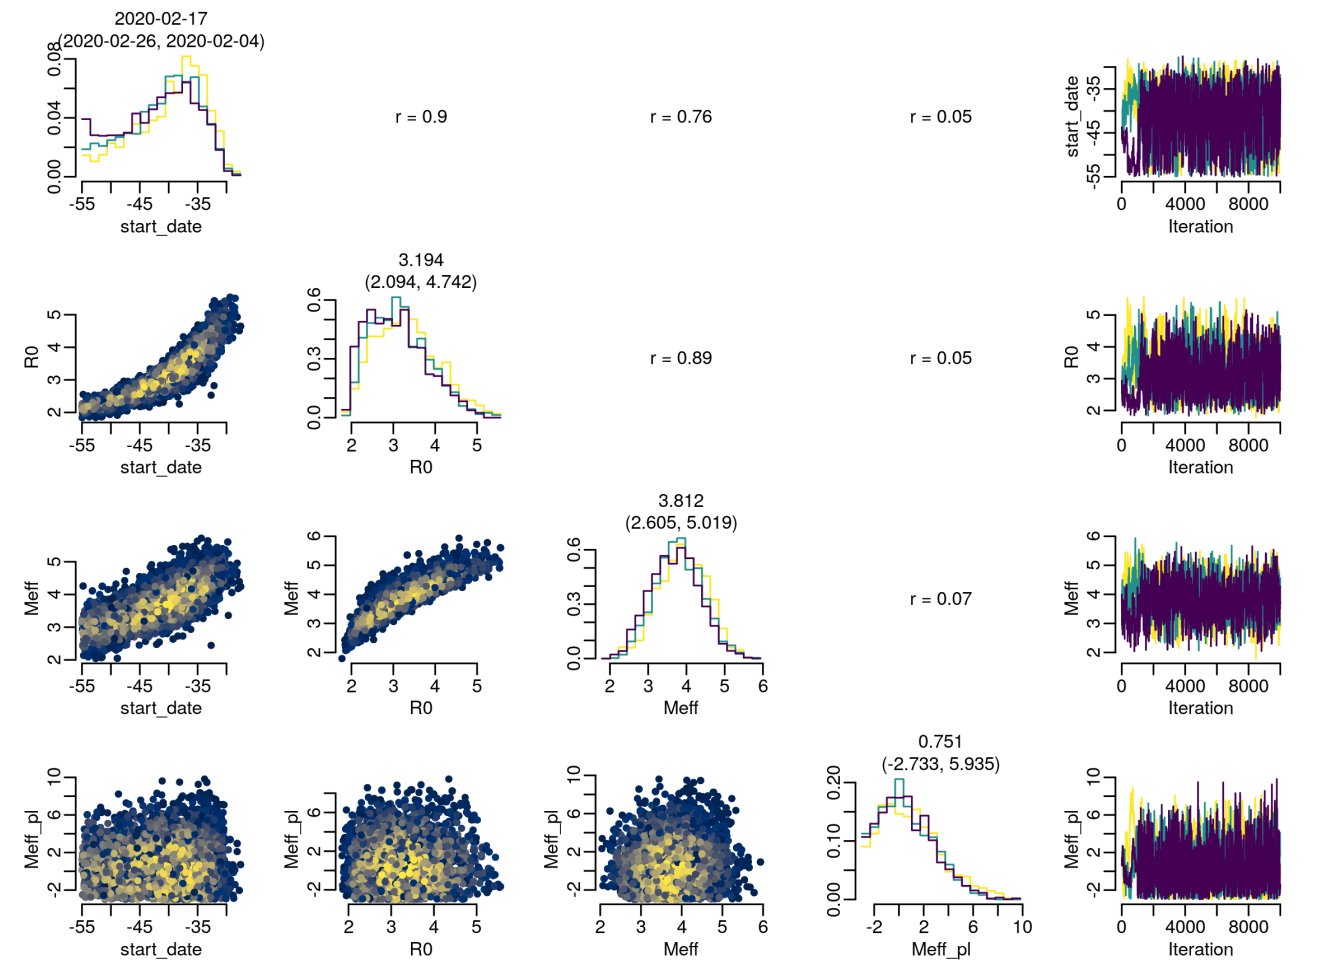 2020-02-17
(2020-02-26, 2020-02-04)
0.00 0.04 0.08
-55 -45 -35
start_date
r = 0.9
r = 0.76
r = 0.05
start_date
-55 -45 -35
0 4000 8000
Iteration
R0
2 3 4 5
-55 -45 -35
start_date
3.194
(2.094, 4.742)
0.0 0.3 0.6
2 3 4 5
R0
r = 0.89
r = 0.05
R0
2 3 4 5
0 4000 8000
Iteration
Meff
2 3 4 5
-55 -45 -35
start_date
Meff
2 3 4 5 6
2 3 4 5
R0
3.812
(2.605, 5.019)
0.0 0.3 0.6
2 3 4 5 6
Meff
r = 0.07
Meff
2 3 4 5 6
0 4000 8000
Iteration
Meff_pl
-2 2 6 10
-55 -45 -35
start_date
Meff_pl
-2 2 6
2 3 4 5
R0
Meff_pl
-2 2 6 10
2 3 4 5 6
Meff
0.751
(-2.733, 5.935)
0.00 0.10 0.20
-2 2 6 10
Meff_pl
Meff_pl
-2 2 6 10
0 4000 8000
Iteration